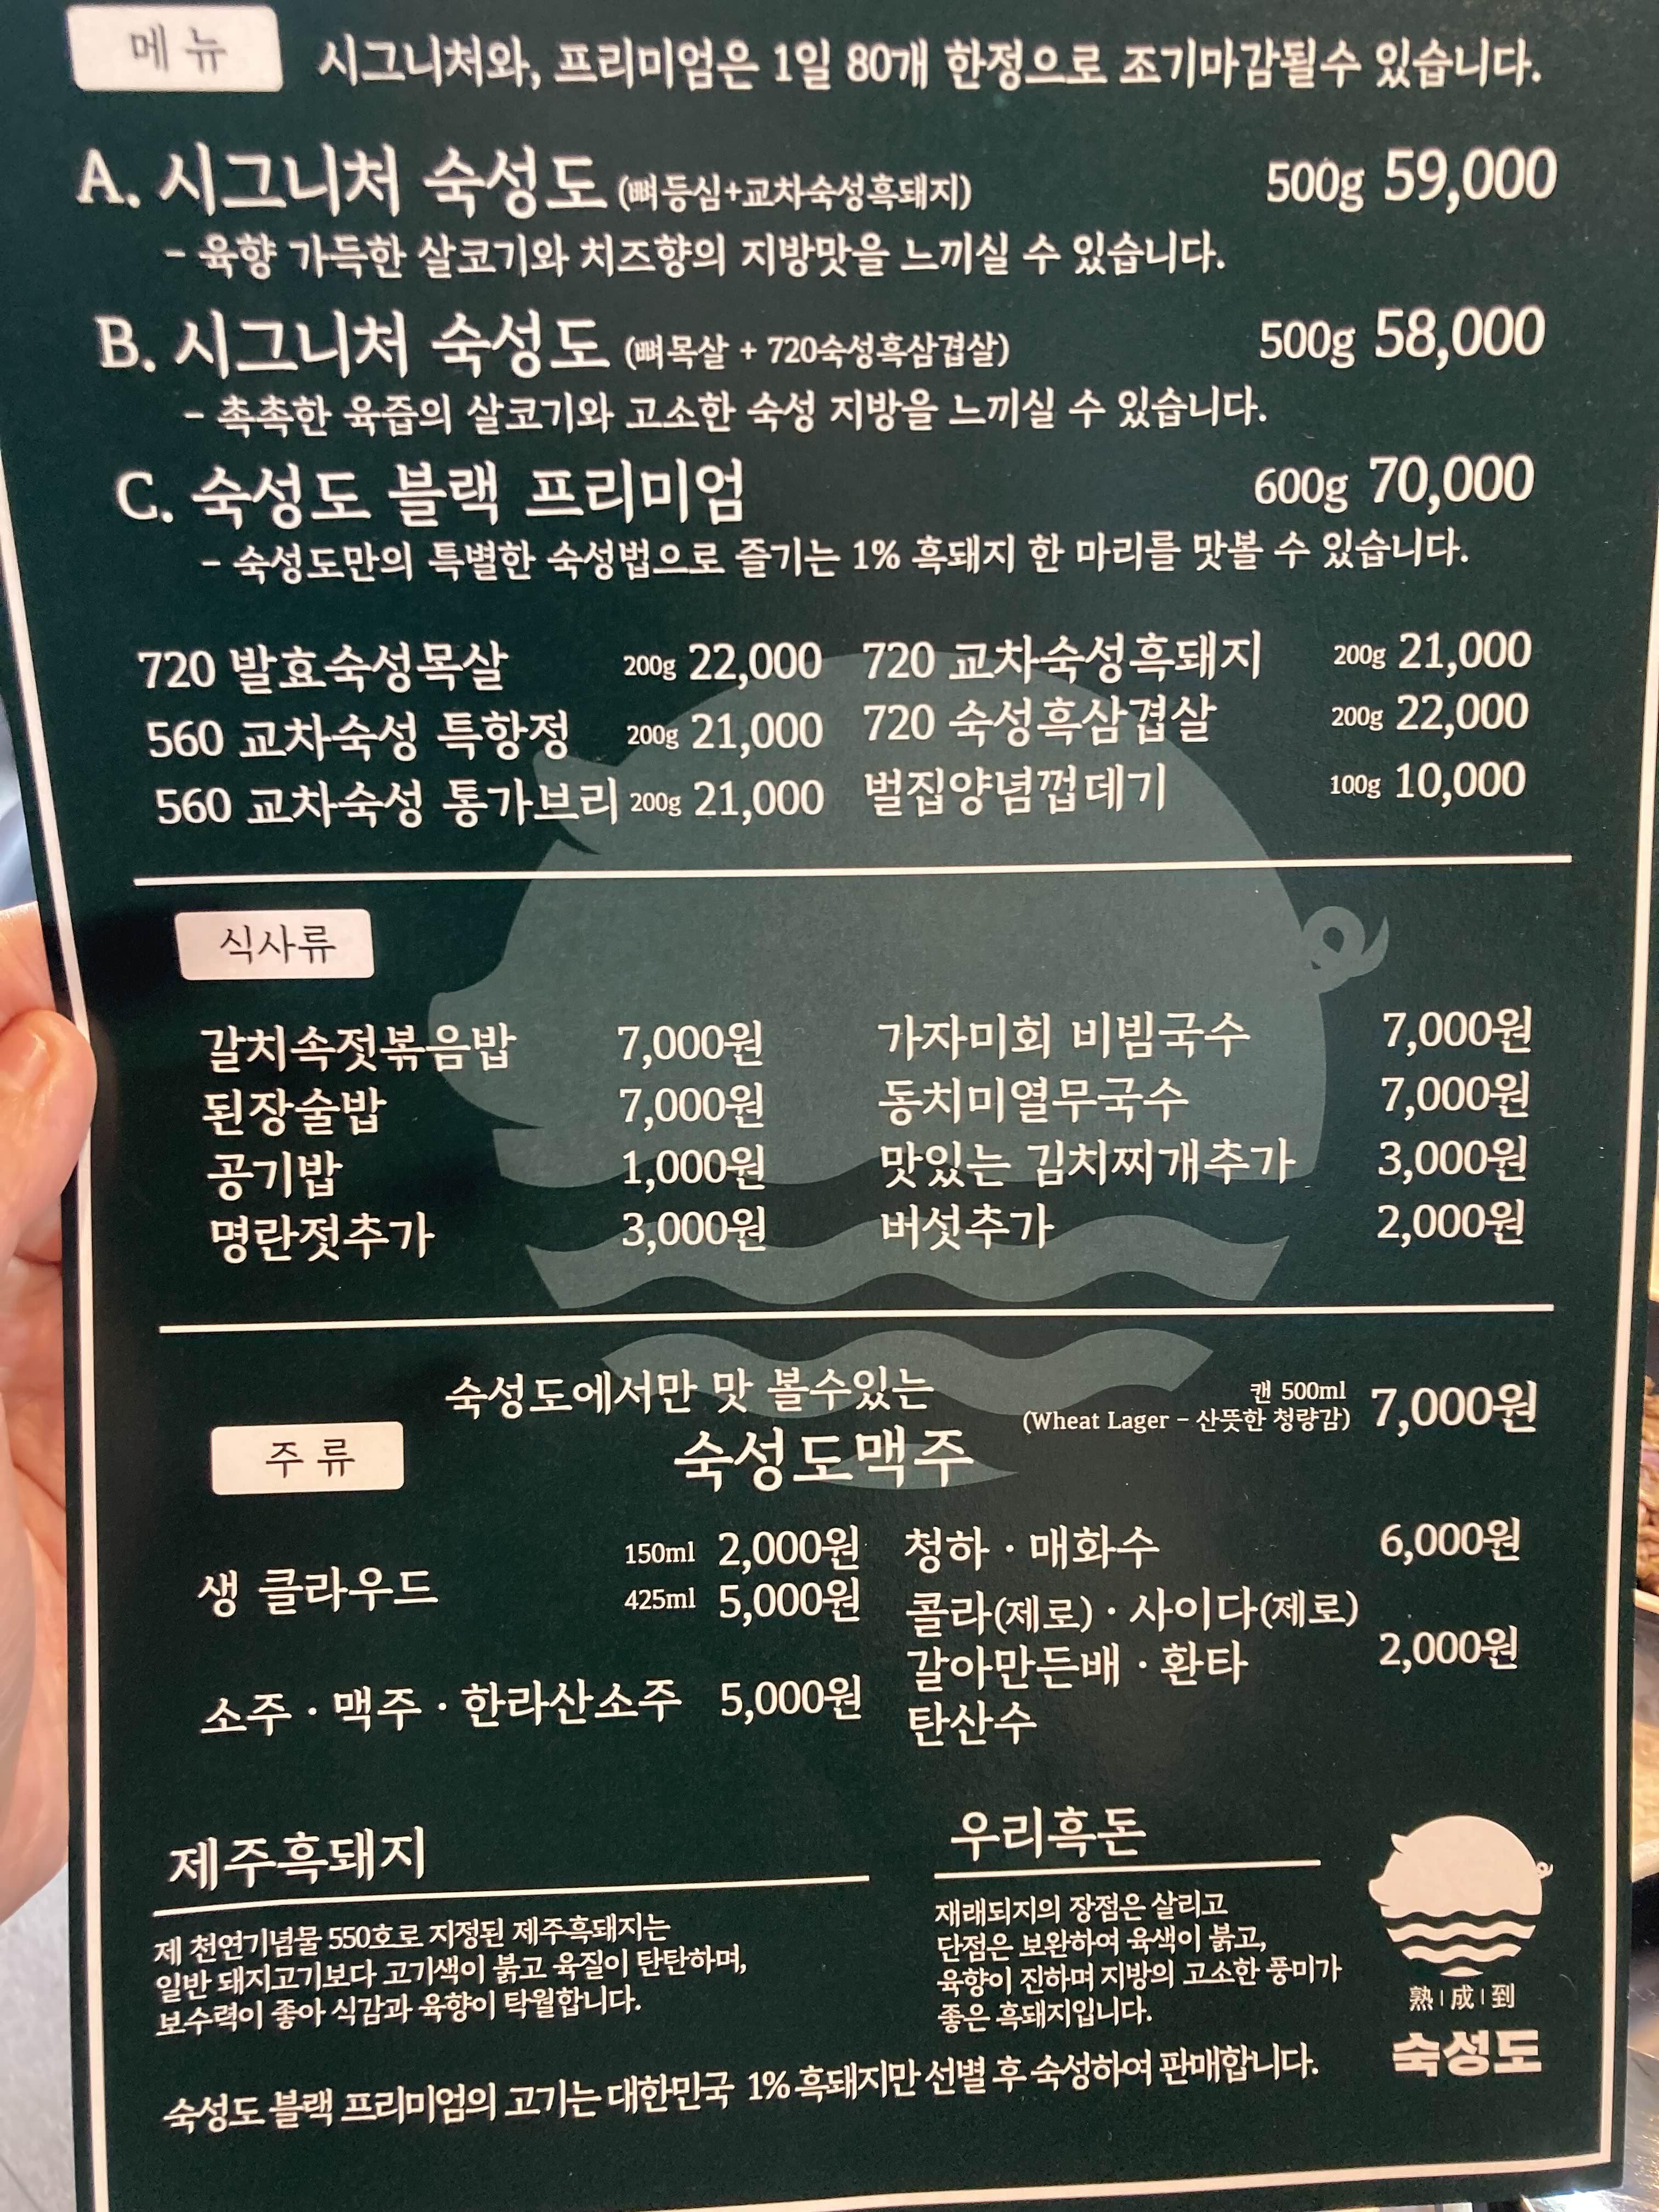 메뉴
시그니처와, 프리미엄은 1일 80개 한정으로 조기마감될수 있습니다.
A. 시그니처 숙성도 (뼈등심+교차숙성흑돼지) 500g 59,000
- 육향 가득한 살코기와 치즈향의 지방맛을 느끼실 수 있습니다.
B. 시그니처 숙성도 (뼈목살 + 720숙성흑삼겹살) 500g 58,000
- 촉촉한 육즙의 살코기와 고소한 숙성 지방을 느끼실 수 있습니다.
C. 숙성도 블랙 프리미엄 600g 70,000
- 숙성도만의 특별한 숙성법으로 즐기는 1% 흑돼지 한 마리를 맛볼 수 있습니다.
720 발효숙성목살 200g 22,000
560 교차숙성 특항정 200g 21,000
560 교차숙성 통가브리 200g 21,000
720 교차숙성흑돼지 200g 21,000
720 숙성흑삼겹살 200g 22,000
벌집양념껍데기 100g 10,000
식사류
갈치속젓볶음밥 7,000원
된장술밥 7,000원
공기밥 1,000원
명란젓추가 3,000원
가자미회 비빔국수 7,000원
동치미열무국수 7,000원
맛있는 김치찌개추가 3,000원
버섯추가 2,000원
주류
숙성도에서만 맛 볼수있는
숙성도맥주
캔 500ml
(Wheat Lager - 산뜻한 청량감) 7,000원
생 클라우드
150ml 2,000원
425ml 5,000원
소주 · 맥주 · 한라산소주 5,000원
청하 · 매화수 6,000원
콜라(제로) · 사이다(제로)
갈아만든배 · 환타 2,000원
탄산수
제주흑돼지
제 천연기념물 550호로 지정된 제주흑돼지는
일반 돼지고기보다 고기색이 붉고 육질이 탄탄하며,
보수력이 좋아 식감과 육향이 탁월합니다.
우리흑돈
재래되지의 장점은 살리고
단점은 보완하여 육색이 붉고,
육향이 진하며 지방의 고소한 풍미가
좋은 흑돼지입니다.
숙성도 블랙 프리미엄의 고기는 대한민국 1% 흑돼지만 선별 후 숙성하여 판매합니다.
熟|成|到
숙성도